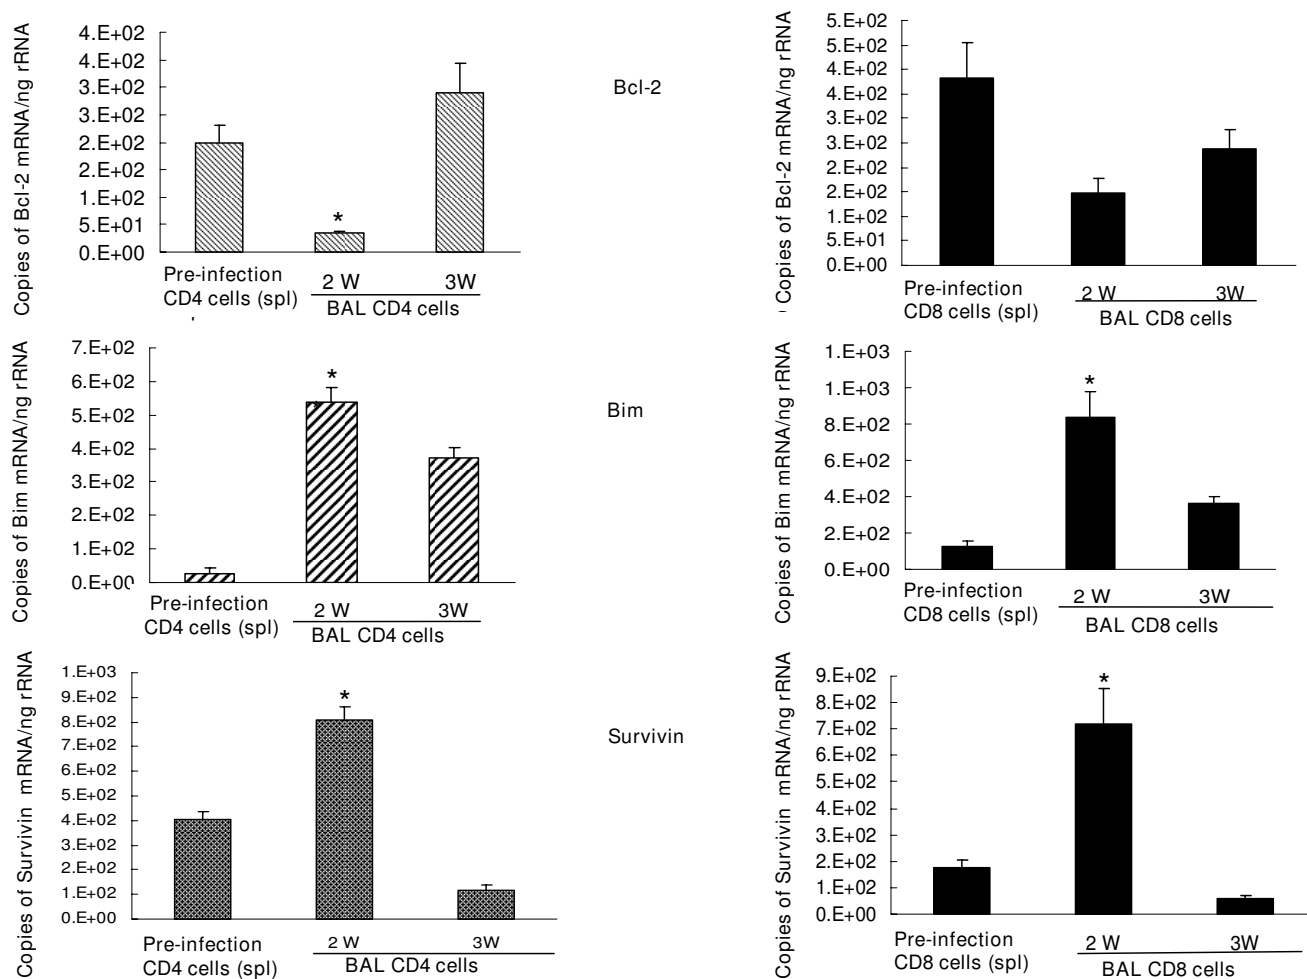 Copies of Bcl-2 mRNA/ng rRNA
4.E+02
4.E+02
3.E+02
3.E+02
2.E+02
2.E+02
1.E+02
1.E+02
5.E+01
0.E+00
*
Pre-infection
CD4 cells (spl)
2 W
3W
BAL CD4 cells
Bcl-2
Copies of Bcl-2 mRNA/ng rRNA
5.E+02
5.E+02
4.E+02
4.E+02
3.E+02
3.E+02
2.E+02
2.E+02
1.E+02
5.E+01
0.E+00
Pre-infection
CD8 cells (spl)
2 W
3W
BAL CD8 cells
Copies of Bim mRNA/ng rRNA
7.E+02
6.E+02
5.E+02
4.E+02
3.E+02
2.E+02
1.E+02
0.E+00
*
Pre-infection
CD4 cells (spl)
2 W
3W
BAL CD4 cells
Bim
Copies of Bim mRNA/ng rRNA
1.E+03
1.E+03
8.E+02
6.E+02
4.E+02
2.E+02
0.E+00
*
Pre-infection
CD8 cells (spl)
2 W
3W
BAL CD8 cells
Copies of Survivin mRNA/ng rRNA
1.E+03
9.E+02
8.E+02
7.E+02
6.E+02
5.E+02
4.E+02
3.E+02
2.E+02
1.E+02
0.E+00
*
Pre-infection
CD4 cells (spl)
2 W
3W
BAL CD4 cells
Survivin
Copies of Survivin mRNA/ng rRNA
9.E+02
8.E+02
7.E+02
6.E+02
5.E+02
4.E+02
3.E+02
2.E+02
1.E+02
0.E+00
*
Pre-infection
CD8 cells (spl)
2 W
3W
BAL CD8 cells